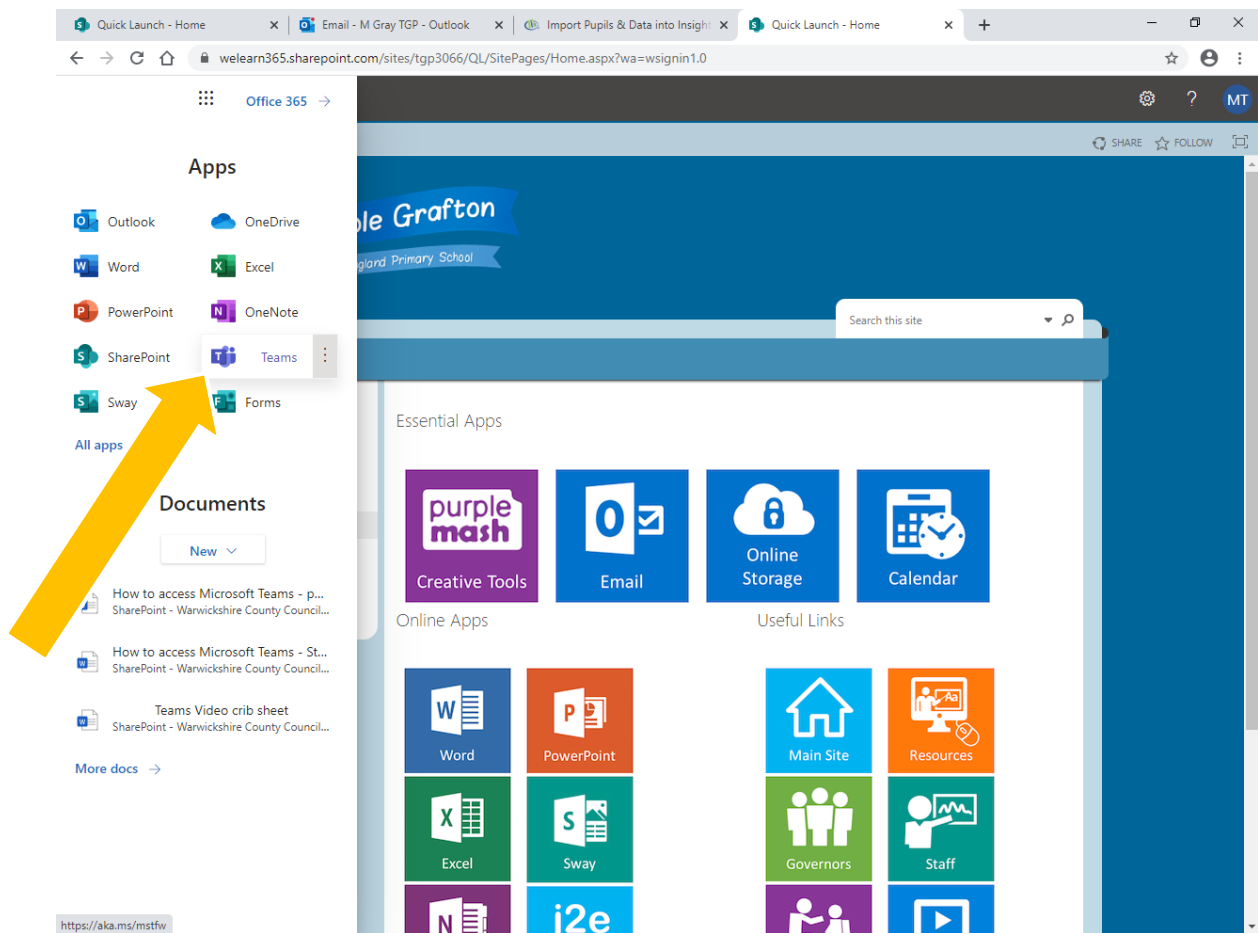 Quick Launch - Home
Email - M Gray TGP - Outlook
Import Pupils & Data into Insight
Quick Launch - Home
welearn365.sharepoint.com/sites/tgp3066/QL/SitePages/Home.aspx?wa=wsignin1.0
Office 365 →
MT
SHARE
FOLLOW
Apps
Outlook
OneDrive
Word
Excel
PowerPoint
OneNote
SharePoint
Teams
Sway
Forms
All apps
Grafton
Primary School
Search this site
Essential Apps
purple
mash
Creative Tools
Email
Online
Storage
Calendar
Documents
New
How to access Microsoft Teams - p...
SharePoint - Warwickshire County Council...
How to access Microsoft Teams - St...
SharePoint - Warwickshire County Council...
Teams Video crib sheet
SharePoint - Warwickshire County Council...
More docs →
Online Apps
Useful Links
Word
PowerPoint
Main Site
Aa
Resources
Excel
Sway
Governors
Staff
i2e
https://aka.ms/mstfw